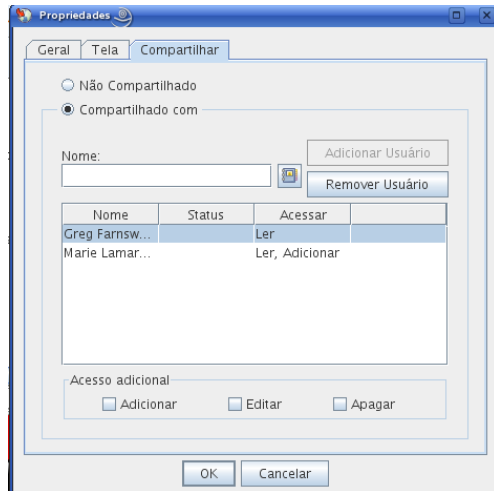 Propriedades
Geral Tela Compartilhar
Não Compartilhado
Compartilhado com
Nome:
Adicionar Usuário
Remover Usuário
Nome Status Acessar
Greg Farnsw... Ler
Marie Lamar... Ler, Adicionar
Acesso adicional
Adicionar Editar Apagar
OK Cancelar